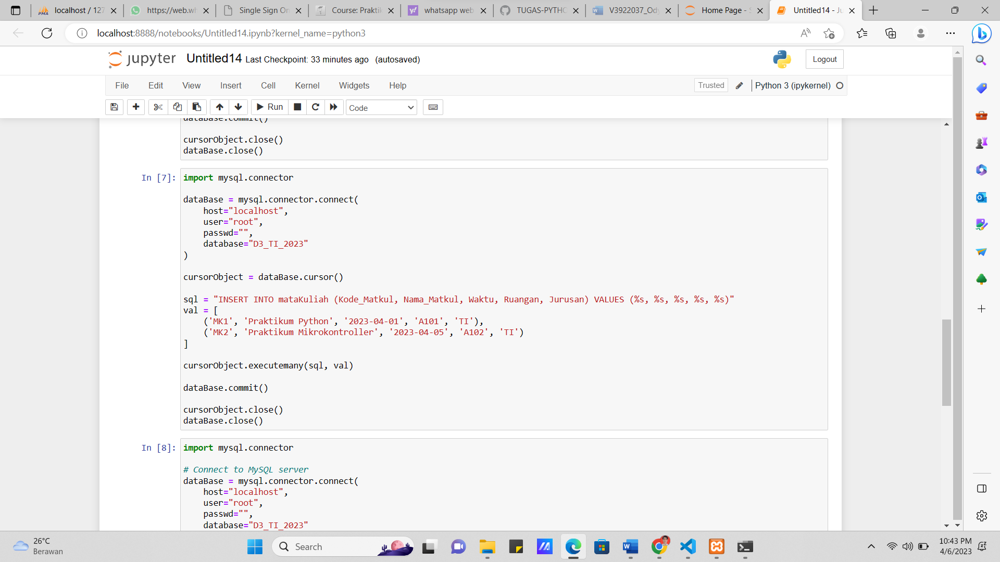 localhost / 127
https://web.wh
Single Sign On
Course: Praktik
whatsapp web
TUGAS-PYTHO
V3922037_Ody
Home Page - S
Untitled14 - Ju
localhost:8888/notebooks/Untitled14.ipynb?kernel_name=python3
jupyter Untitled14 Last Checkpoint: 33 minutes ago (autosaved)
Logout
File Edit View Insert Cell Kernel Widgets Help
Trusted
Python 3 (ipykernel)
Run
Code
dataBase.commit()
cursorObject.close()
dataBase.close()
In [7]:
import mysql.connector
dataBase = mysql.connector.connect(
host="localhost",
user="root",
passwd="",
database="D3_TI_2023"
)
cursorObject = dataBase.cursor()
sql = "INSERT INTO mataKuliah (Kode_Matkul, Nama_Matkul, Waktu, Ruangan, Jurusan) VALUES (%s, %s, %s, %s, %s)"
val = [
('MK1', 'Praktikum Python', '2023-04-01', 'A101', 'TI'),
('MK2', 'Praktikum Mikrokontroller', '2023-04-05', 'A102', 'TI')
]
cursorObject.executemany(sql, val)
dataBase.commit()
cursorObject.close()
dataBase.close()
In [8]:
import mysql.connector
# Connect to MySQL server
dataBase = mysql.connector.connect(
host="localhost",
user="root",
passwd="",
database="D3_TI_2023"
26°C
Berawan
Search
10:43 PM
4/6/2023